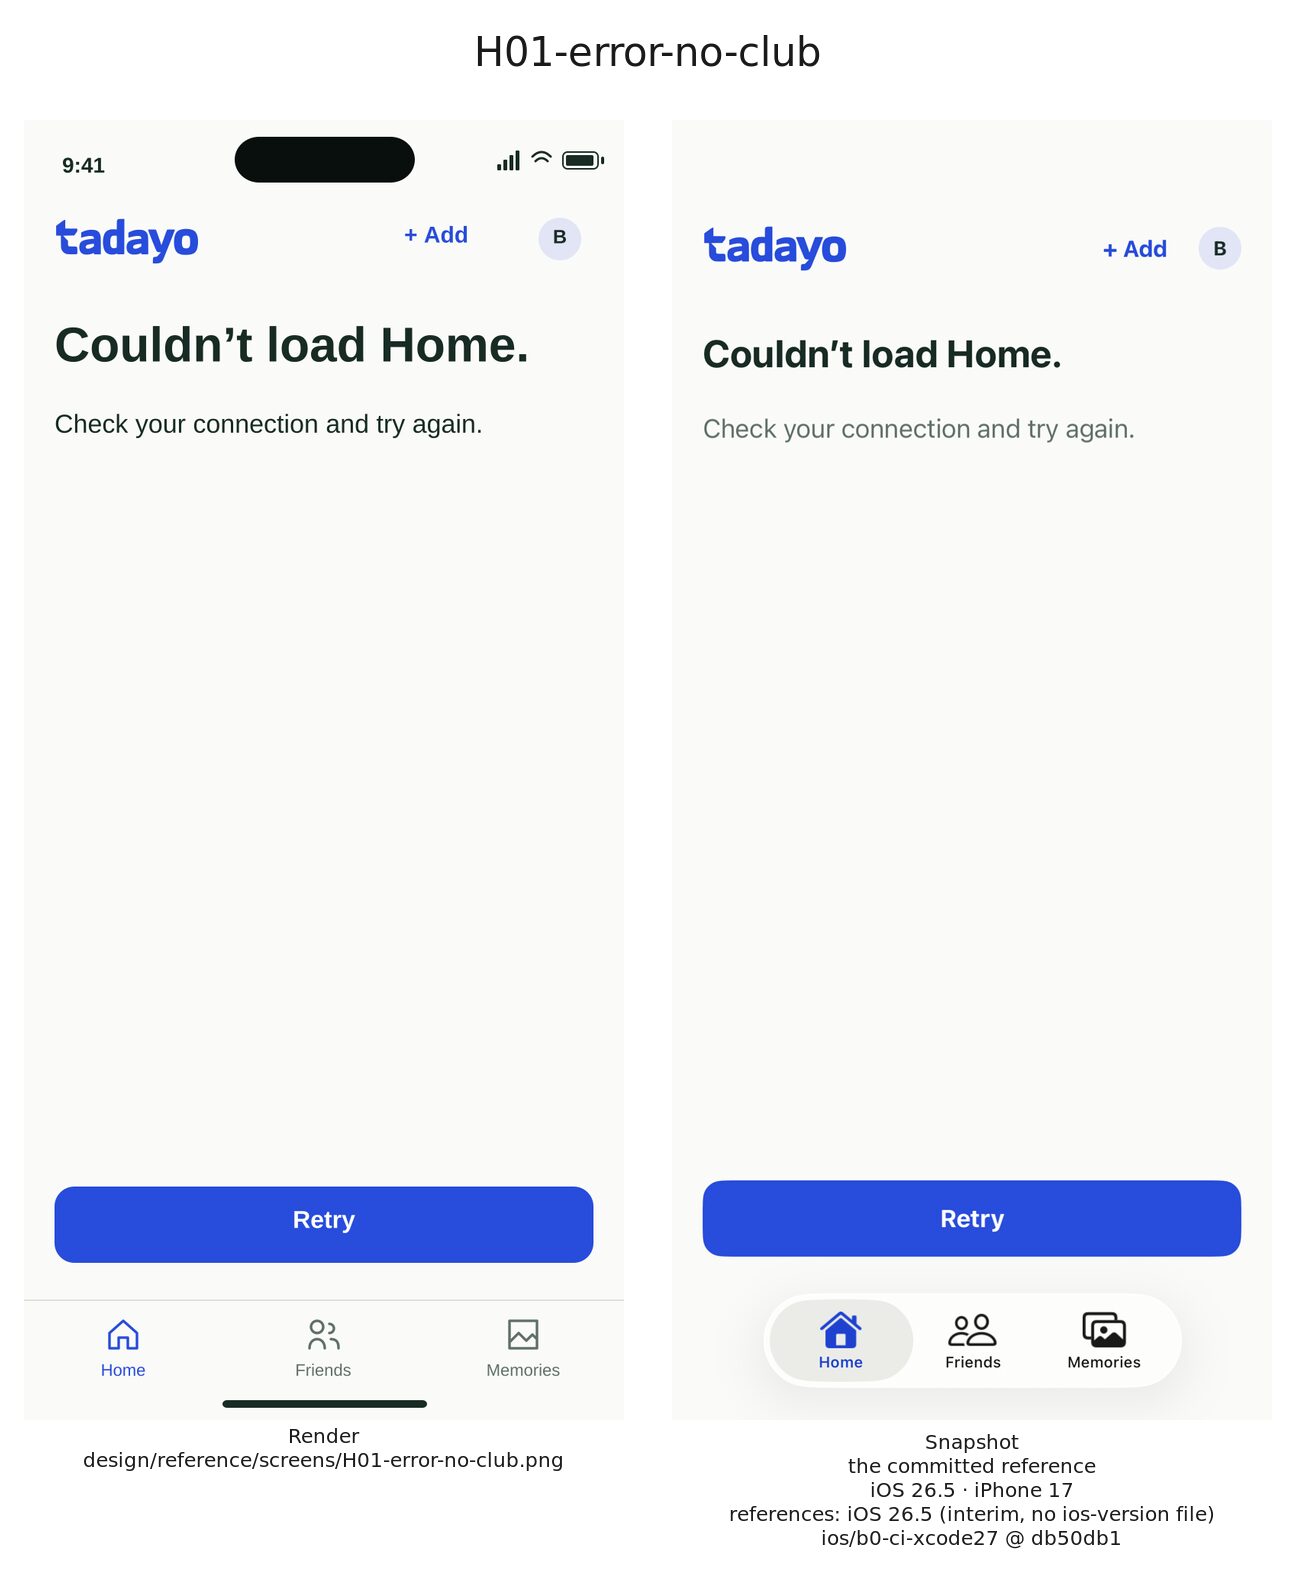 H01-error-no-club
9:41
tadayo
+ Add
B
Couldn’t load Home.
Check your connection and try again.
Retry
Home
Friends
Memories
Render
design/reference/screens/H01-error-no-club.png
tadayo
+ Add
B
Couldn’t load Home.
Check your connection and try again.
Retry
Home
Friends
Memories
Snapshot
the committed reference
iOS 26.5 · iPhone 17
references: iOS 26.5 (interim, no ios-version file)
ios/b0-ci-xcode27 @ db50db1